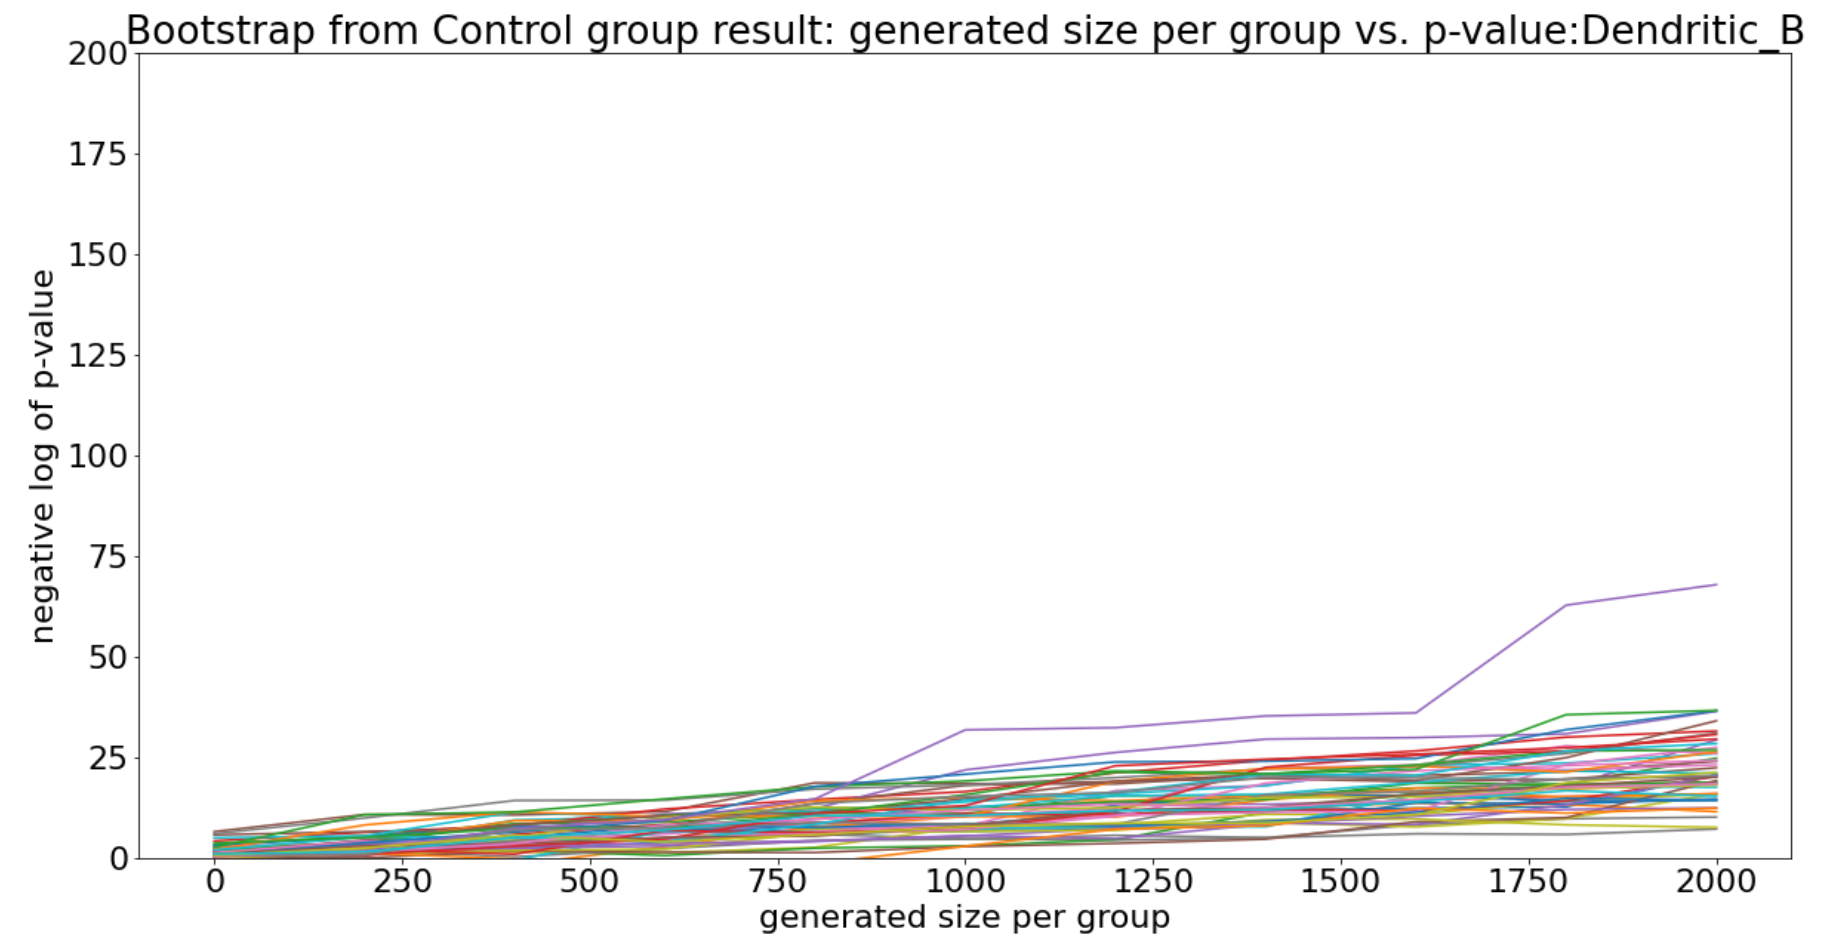 Bootstrap from Control group result: generated size per group vs. p-value:Dendritic_B
200
175
150
125
100
75
50
25
0
negative log of p-value
0 250 500 750 1000 1250 1500 1750 2000
generated size per group